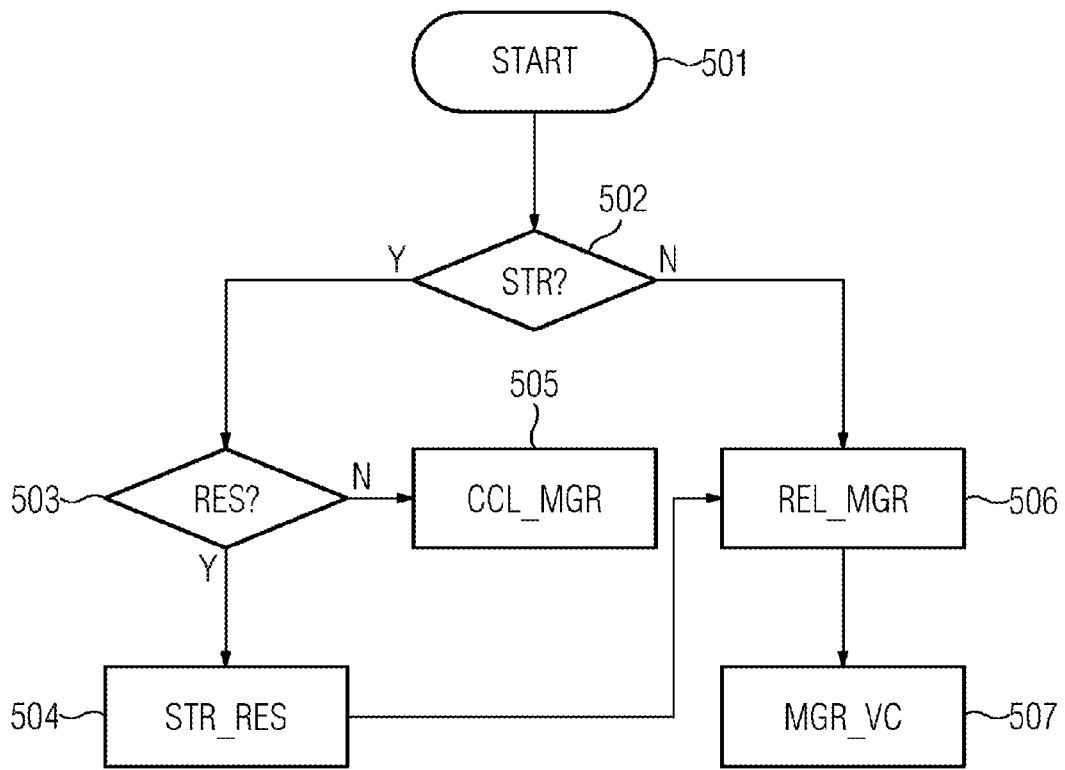 START
501
502
Y
N
STR?
505
503
RES?
N
CCL_MGR
REL_MGR
506
Y
504
STR_RES
MGR_VC
507